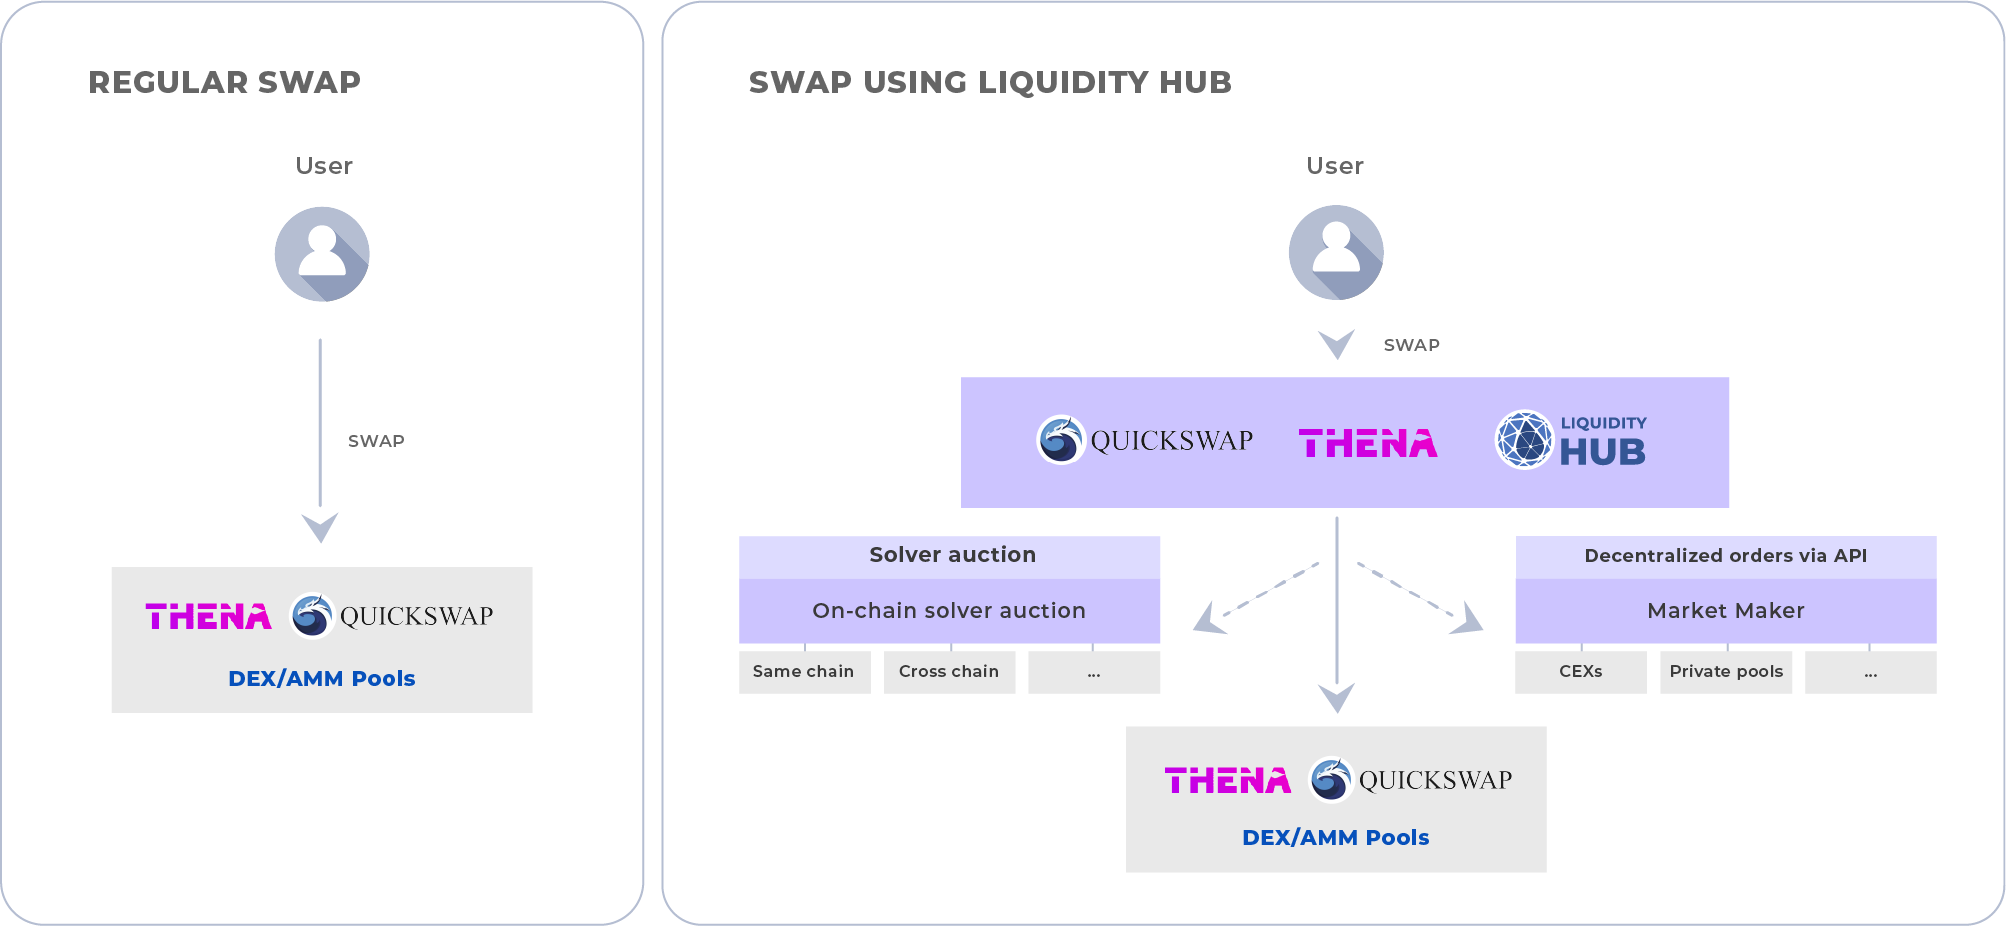 REGULAR SWAP
User
SWAP
THENA QUICKSWAP
DEX/AMM Pools
SWAP USING LIQUIDITY HUB
User
SWAP
QUICKSWAP THENA LIQUIDITY HUB
Solver auction
On-chain solver auction
Same chain Cross chain ...
Decentralized orders via API
Market Maker
CEXs Private pools ...
THENA QUICKSWAP
DEX/AMM Pools